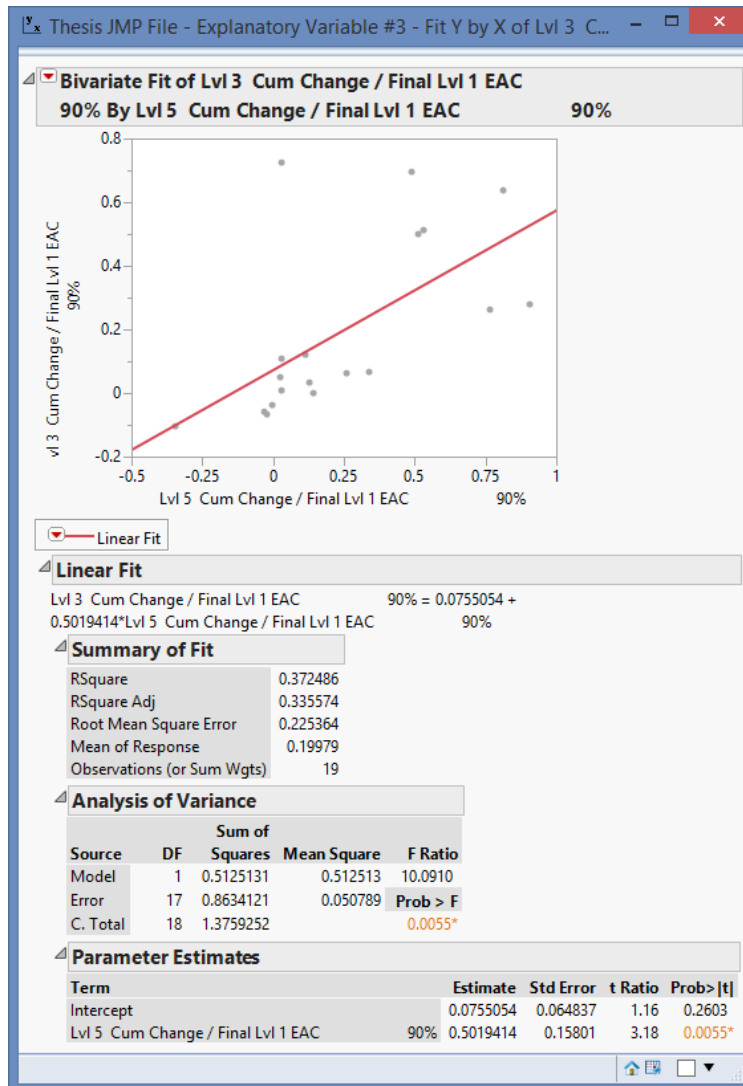 Thesis JMP File - Explanatory Variable #3 - Fit Y by X of Lvl 3 C...
Bivariate Fit of Lvl 3 Cum Change / Final Lvl 1 EAC
90% By Lvl 5 Cum Change / Final Lvl 1 EAC 90%
0.8
0.6
0.4
0.2
0
-0.2
vl 3 Cum Change / Final Lvl 1 EAC
90%
-0.5 -0.25 0 0.25 0.5 0.75 1
Lvl 5 Cum Change / Final Lvl 1 EAC 90%
Linear Fit
Linear Fit
Lvl 3 Cum Change / Final Lvl 1 EAC 90% = 0.0755054 +
0.5019414*Lvl 5 Cum Change / Final Lvl 1 EAC 90%
Summary of Fit
RSquare 0.372486
RSquare Adj 0.335574
Root Mean Square Error 0.225364
Mean of Response 0.19979
Observations (or Sum Wgts) 19
Analysis of Variance
Sum of
Source DF Squares Mean Square F Ratio
Model 1 0.5125131 0.512513 10.0910
Error 17 0.8634121 0.050789 Prob > F
C. Total 18 1.3759252 0.0055*
Parameter Estimates
Term Estimate Std Error t Ratio Prob>|t|
Intercept 0.0755054 0.064837 1.16 0.2603
Lvl 5 Cum Change / Final Lvl 1 EAC 90% 0.5019414 0.15801 3.18 0.0055*